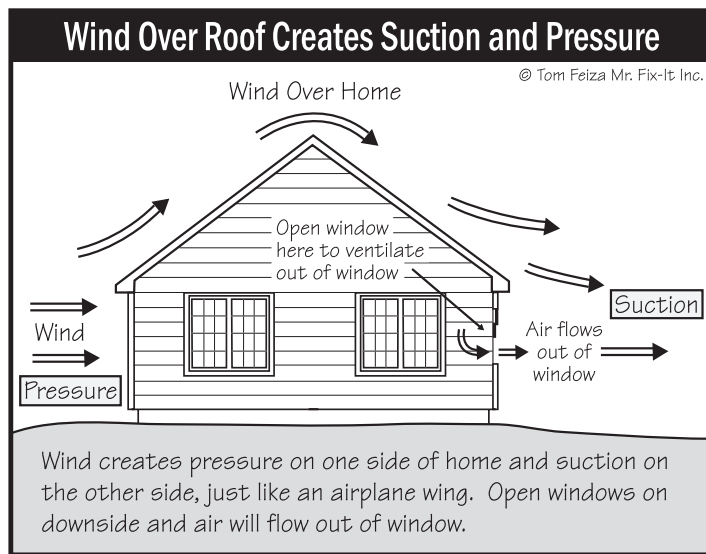 Wind Over Roof Creates Suction and Pressure
© Tom Feiza Mr. Fix-It Inc.
Wind Over Home
Open window
here to ventilate
out of window
Suction
Wind
Air flows
out of
window
Pressure
Wind creates pressure on one side of home and suction on
the other side, just like an airplane wing.  Open windows on
downside and air will flow out of window.